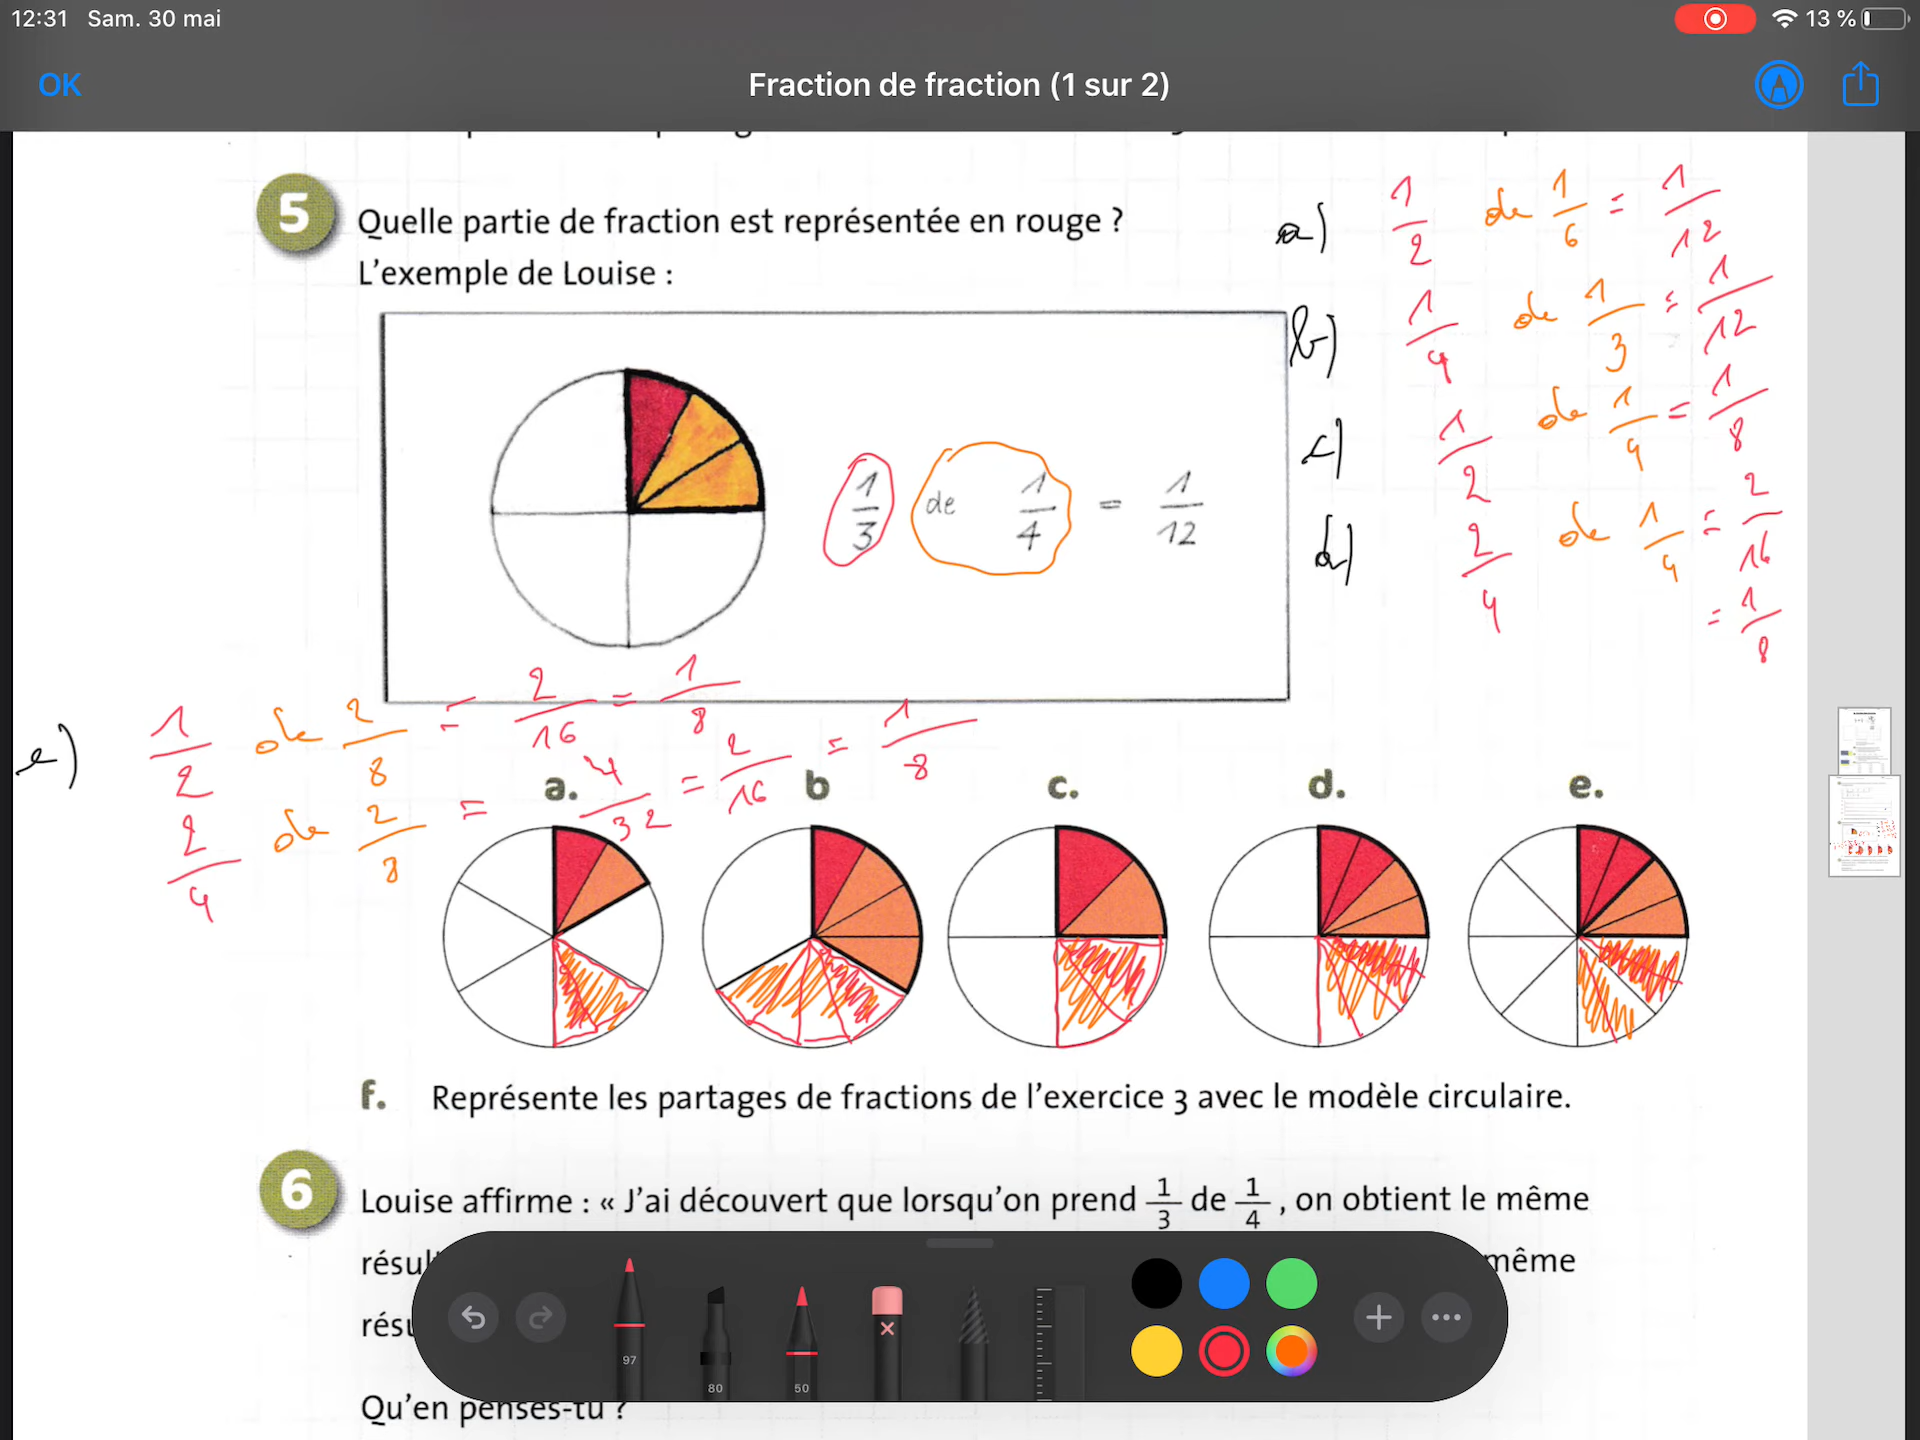 12:31 Sam. 30 mai 13 %
OK Fraction de fraction (1 sur 2)
5 Quelle partie de fraction est représentée en rouge ?
L'exemple de Louise :
1/3 de 1/4 = 1/12
a) 1/2 de 1/6 = 1/12
b) 1/4 de 1/3 = 1/12
c) 1/2 de 1/4 = 1/8
d) 2/4 de 1/4 = 2/16
= 1/8
e) 1/2 de 2/8 = 2/16 = 1/8
2/4 de 2/8 = 4/32 = 2/16 = 1/8
a. b c. d. e.
f. Représente les partages de fractions de l'exercice 3 avec le modèle circulaire.
6 Louise affirme : « J'ai découvert que lorsqu'on prend 1/3 de 1/4, on obtient le même
même
97 80 50
Qu'en penses-tu ?